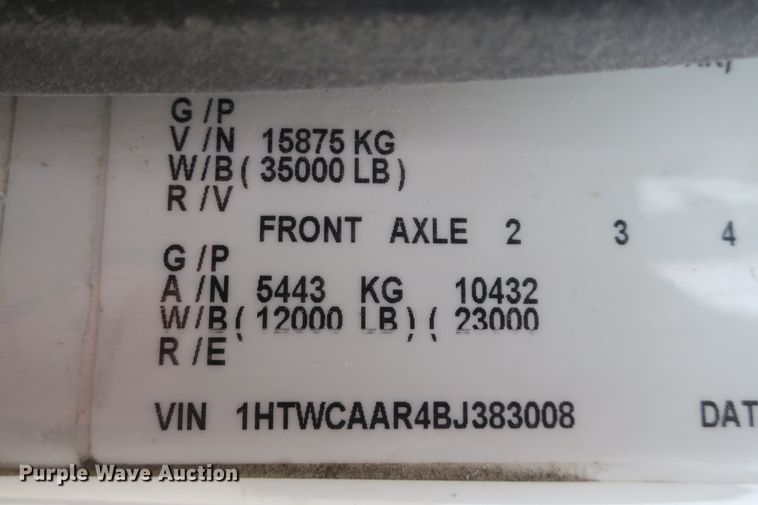 G /P
V /N 15875 KG
W/B ( 35000 LB )
R /V
FRONT AXLE 2 3 4
G /P
A /N 5443 KG 10432
W/B ( 12000 LB ) ( 23000
R /E
VIN 1HTWCAAR4BJ383008 DAT
Purple Wave Auction